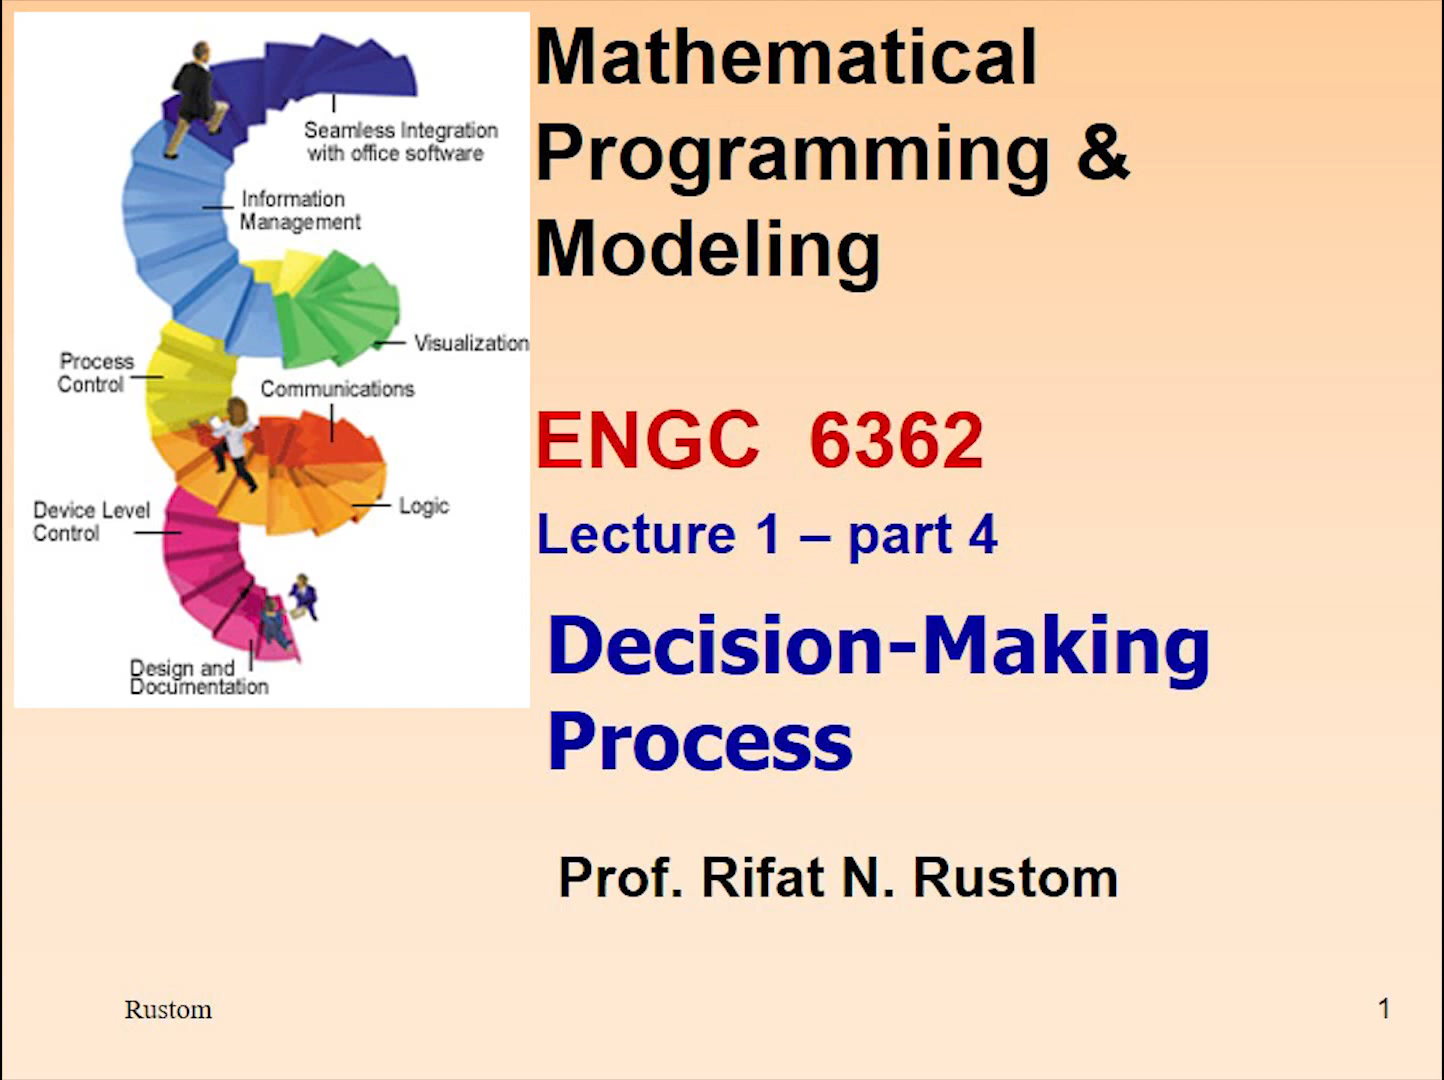 Mathematical
Programming &
Modeling
Seamless Integration
with office software
Information
Management
Visualization
Process
Control
Communications
Logic
Device Level
Control
Design and
Documentation
ENGC 6362
Lecture 1 – part 4
Decision-Making
Process
Prof. Rifat N. Rustom
Rustom
1